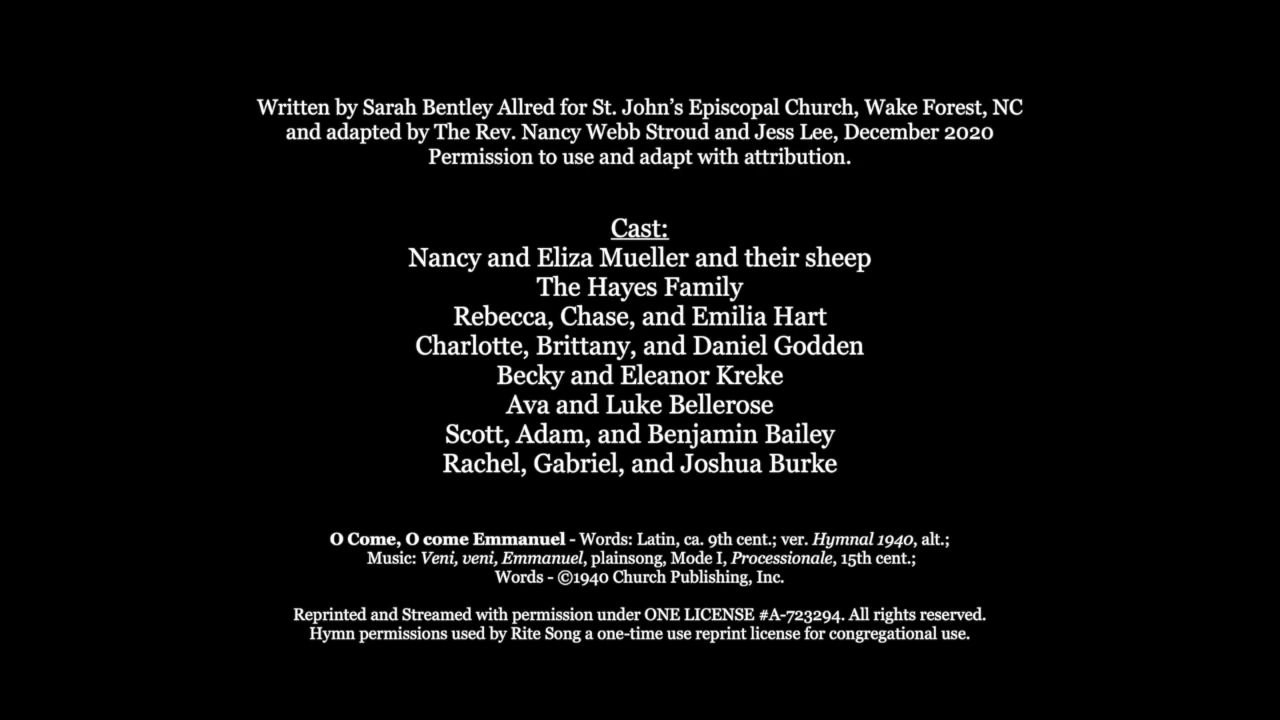 Written by Sarah Bentley Allred for St. John's Episcopal Church, Wake Forest, NC
and adapted by The Rev. Nancy Webb Stroud and Jess Lee, December 2020
Permission to use and adapt with attribution.
Cast:
Nancy and Eliza Mueller and their sheep
The Hayes Family
Rebecca, Chase, and Emilia Hart
Charlotte, Brittany, and Daniel Godden
Becky and Eleanor Kreke
Ava and Luke Bellerose
Scott, Adam, and Benjamin Bailey
Rachel, Gabriel, and Joshua Burke
O Come, O come Emmanuel - Words: Latin, ca. 9th cent.; ver. Hymnal 1940, alt.;
Music: Veni, veni, Emmanuel, plainsong, Mode I, Processionale, 15th cent.;
Words - ©1940 Church Publishing, Inc.
Reprinted and Streamed with permission under ONE LICENSE #A-723294. All rights reserved.
Hymn permissions used by Rite Song a one-time use reprint license for congregational use.